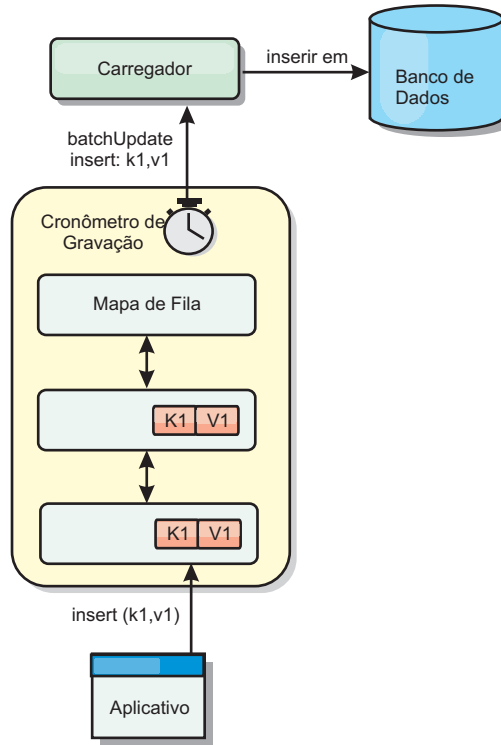 Carregador
inserir em
Banco de
Dados
batchUpdate
insert: k1,v1
Cronômetro de
Gravação
Mapa de Fila
K1 V1
K1 V1
insert (k1,v1)
Aplicativo